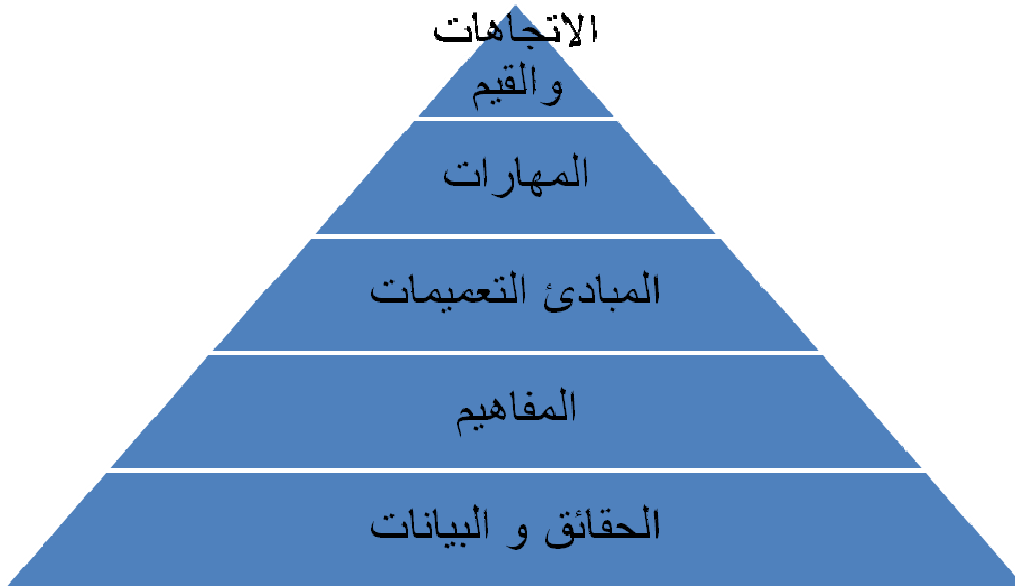 الاتجاهات
والقيم
المهارات
المبادئ التعميمات
المفاهيم
الحقائق و البيانات